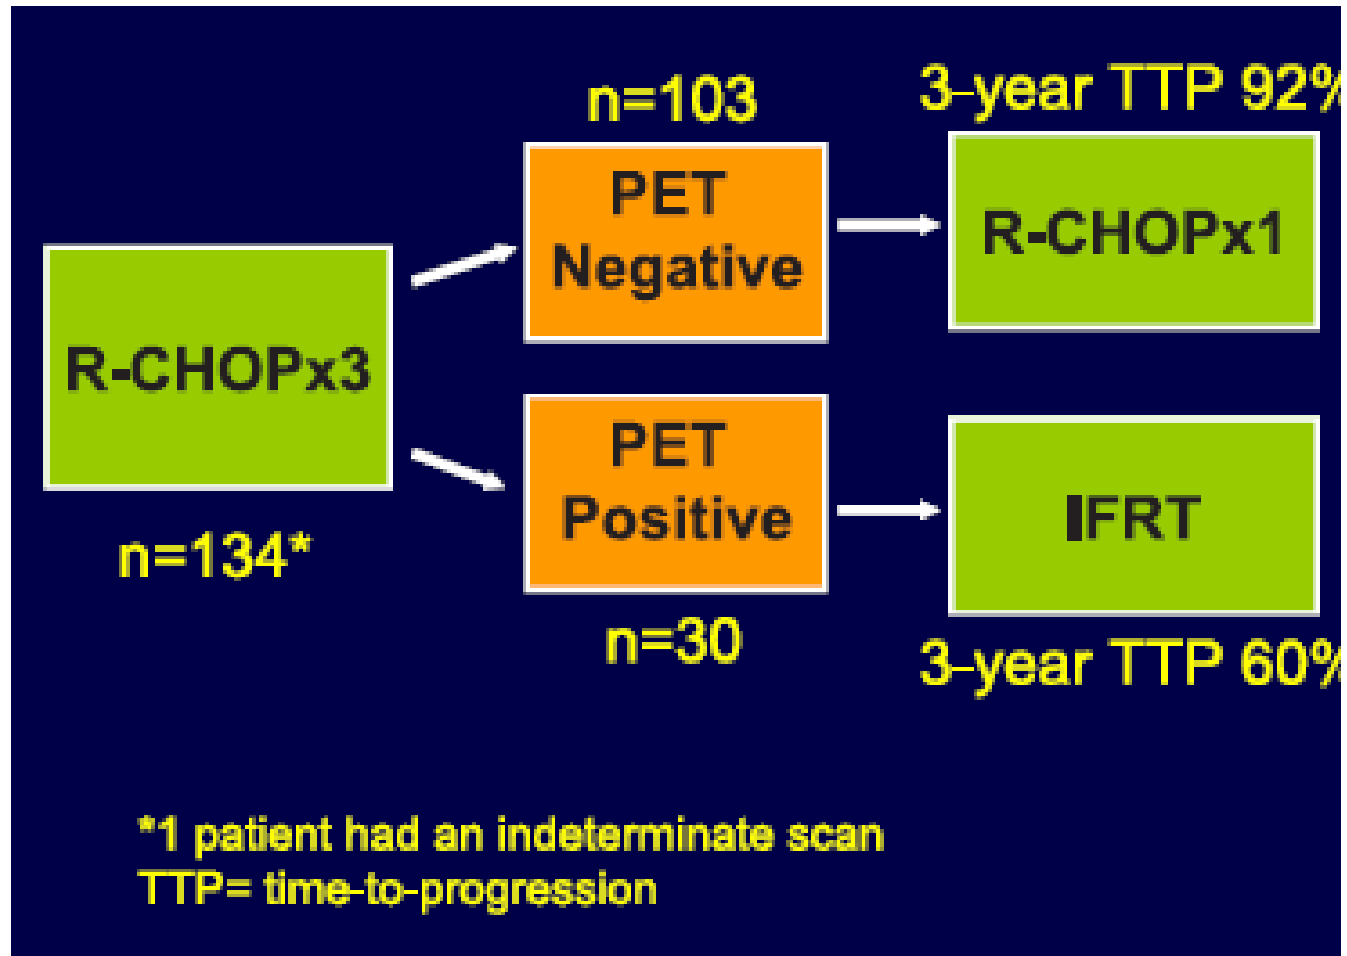 n=103
3-year TTP 92%
PET
Negative
R-CHOPx1
R-CHOPx3
n=134*
PET
Positive
IFRT
n=30
3-year TTP 60%
*1 patient had an indeterminate scan
TTP= time-to-progression